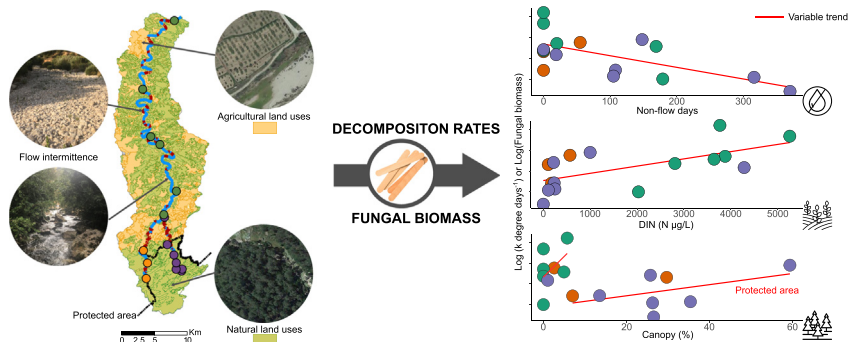 Agricultural land uses
Flow intermittence
Protected area
Natural land uses
Km
0 2.5 5 10
DECOMPOSITON RATES
FUNGAL BIOMASS
Log (k degree days⁻¹) or Log(Fungal biomass)
Variable trend
0 100 200 300
Non-flow days
0 1000 2000 3000 4000 5000
DIN (N µg/L)
Protected area
0 20 40 60
Canopy (%)